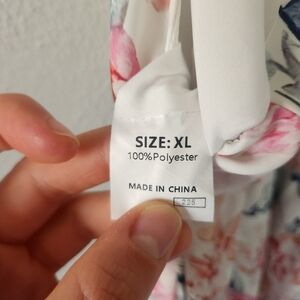 SIZE: XL
100%Polyester
MADE IN CHINA